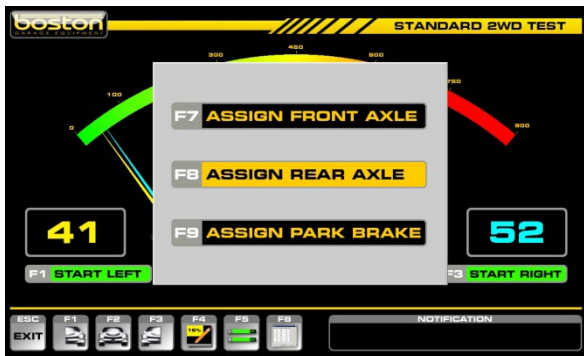 boston
GARAGE EQUIPMENT
STANDARD 2WD TEST
0
100
300
450
600
750
800
F7 ASSIGN FRONT AXLE
F8 ASSIGN REAR AXLE
F9 ASSIGN PARK BRAKE
41
52
F1 START LEFT
F3 START RIGHT
ESC F1 F2 F3 F4 F5 F6 NOTIFICATION
EXIT